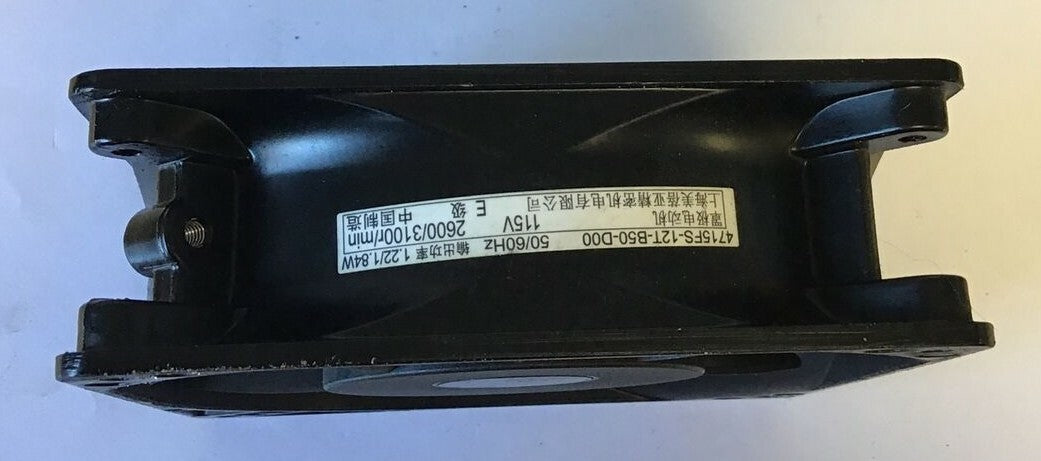 4715FS-12T-B50-D00 50/60Hz 输出功率 1.22/1.84W
罩极电动机 115V 2600/3100r/min
上海美蓓亚精密机电有限公司 E 级 中国制造